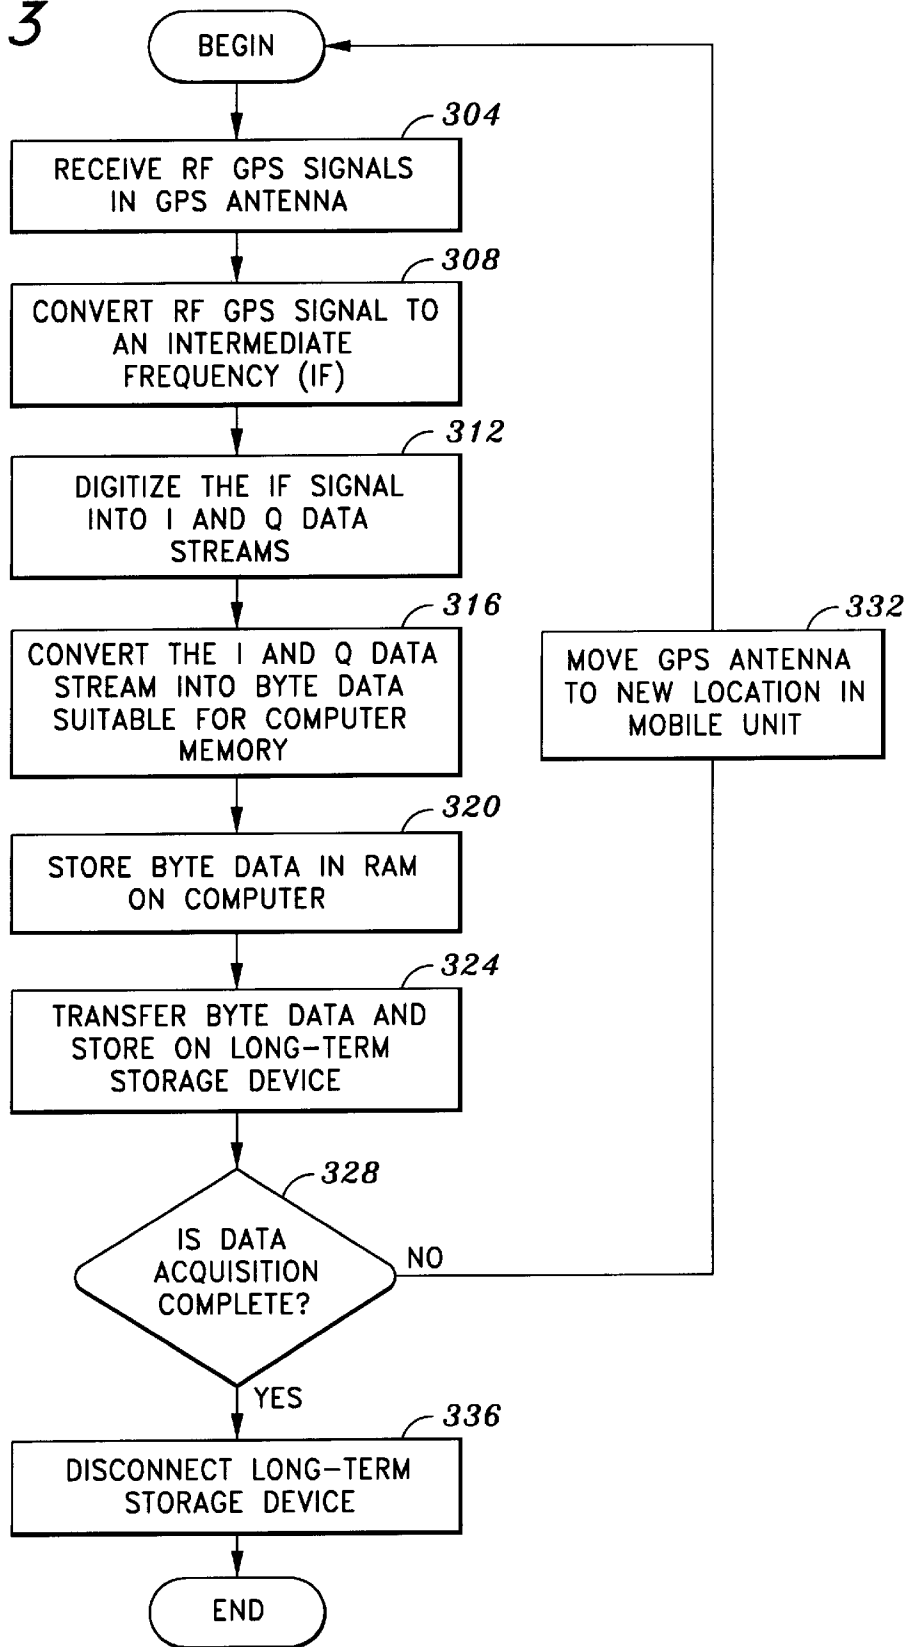 3
BEGIN
304
RECEIVE RF GPS SIGNALS
IN GPS ANTENNA
308
CONVERT RF GPS SIGNAL TO
AN INTERMEDIATE
FREQUENCY (IF)
312
DIGITIZE THE IF SIGNAL
INTO I AND Q DATA
STREAMS
316
CONVERT THE I AND Q DATA
STREAM INTO BYTE DATA
SUITABLE FOR COMPUTER
MEMORY
332
MOVE GPS ANTENNA
TO NEW LOCATION IN
MOBILE UNIT
320
STORE BYTE DATA IN RAM
ON COMPUTER
324
TRANSFER BYTE DATA AND
STORE ON LONG-TERM
STORAGE DEVICE
328
IS DATA
ACQUISITION
COMPLETE?
NO
YES
336
DISCONNECT LONG-TERM
STORAGE DEVICE
END